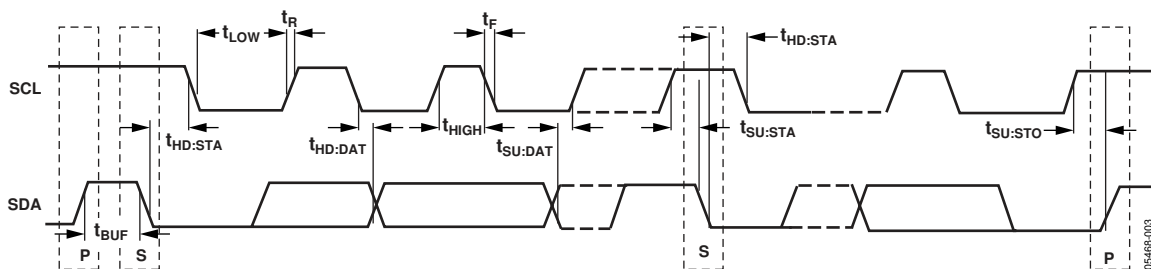 tR
tF
tLOW
tHD:STA
SCL
tHD:STA
tHD:DAT
tHIGH
tSU:DAT
tSU:STA
tSU:STO
SDA
tBUF
P
S
S
P
05468-003